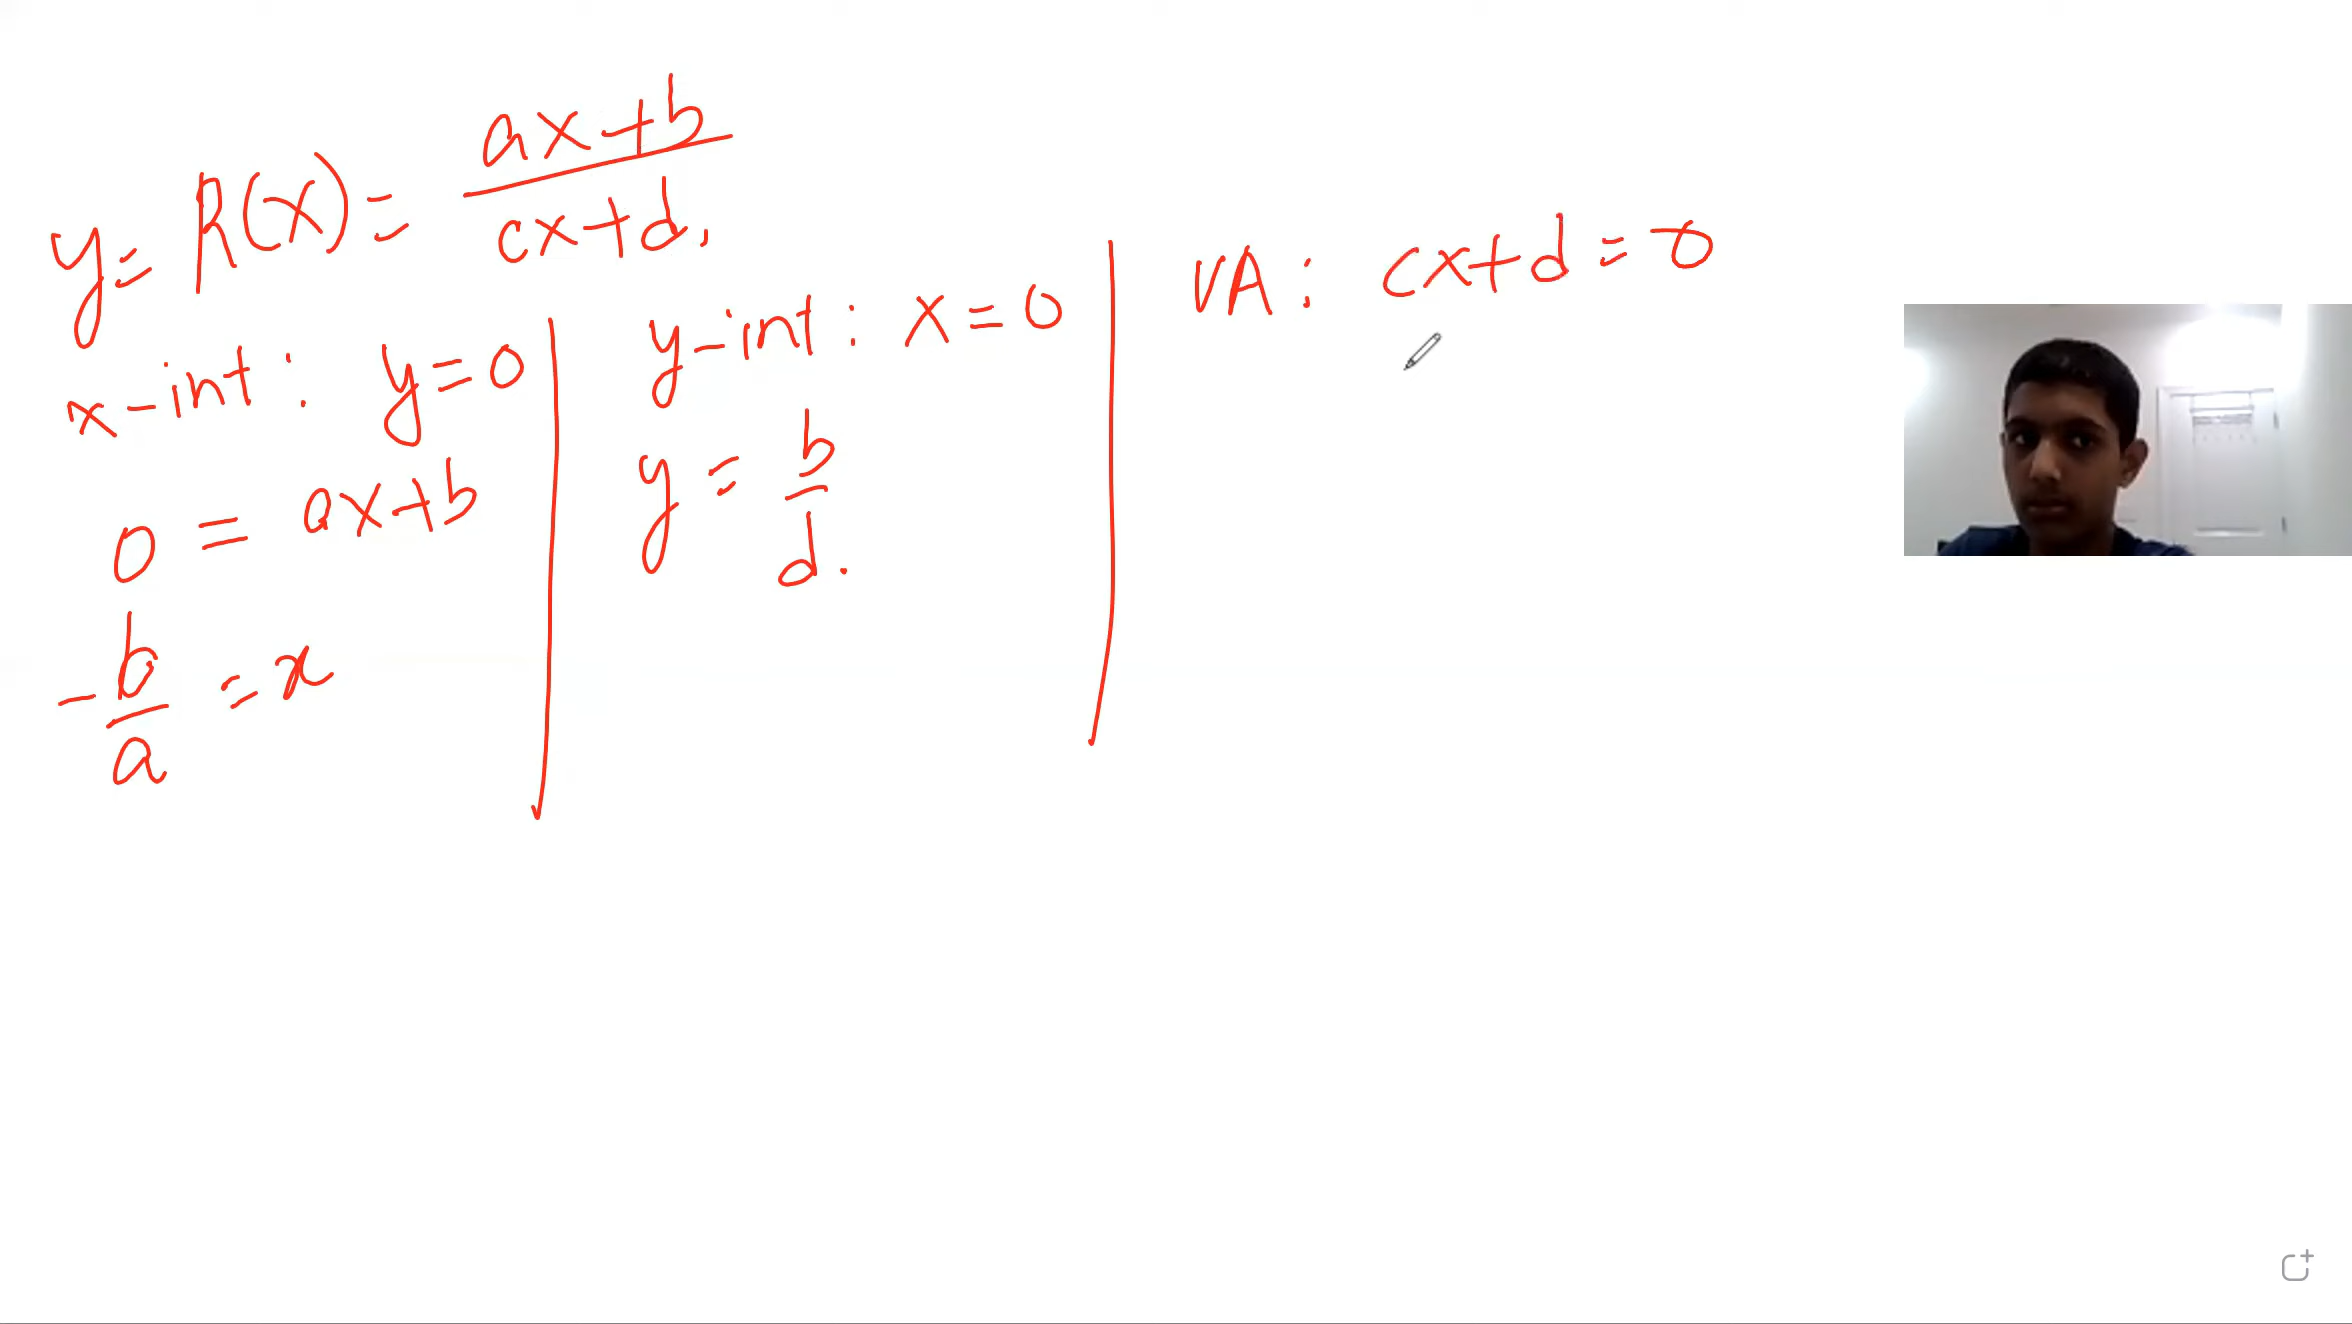 y = R(x) = ax+b / cx+d.
x-int: y=0
0 = ax+b
-b/a = x
y-int: x=0
y = b/d.
VA: cx+d=0